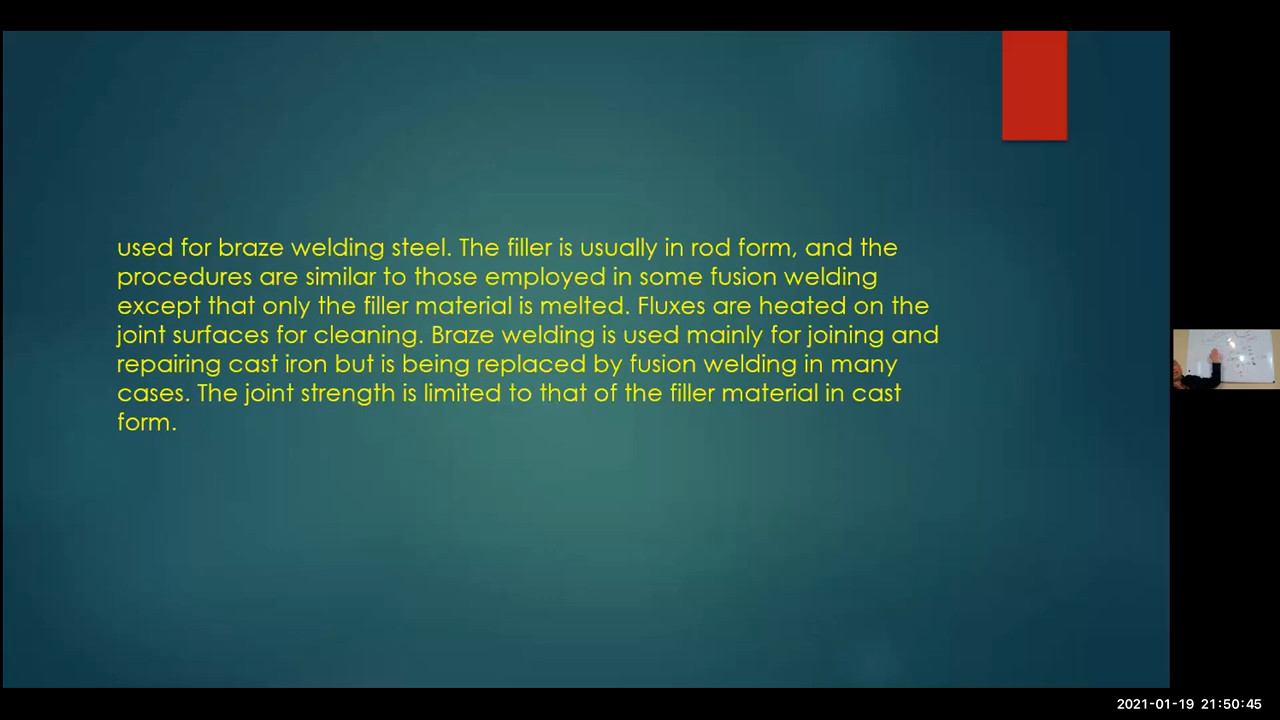 used for braze welding steel. The filler is usually in rod form, and the
procedures are similar to those employed in some fusion welding
except that only the filler material is melted. Fluxes are heated on the
joint surfaces for cleaning. Braze welding is used mainly for joining and
repairing cast iron but is being replaced by fusion welding in many
cases. The joint strength is limited to that of the filler material in cast
form.
2021-01-19 21:50:45